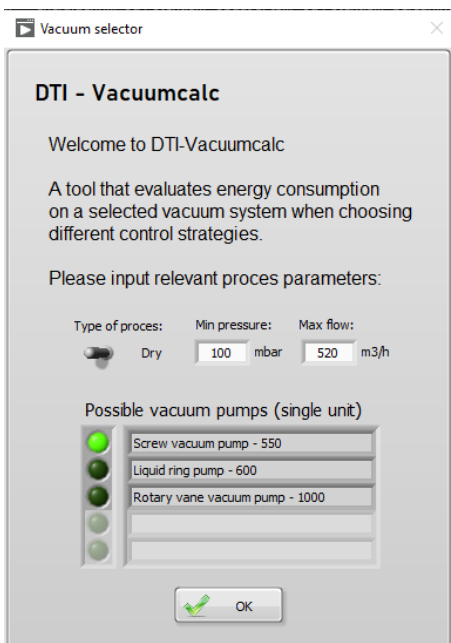 Vacuum selector
DTI - Vacuumcalc
Welcome to DTI-Vacuumcalc
A tool that evaluates energy consumption
on a selected vacuum system when choosing
different control strategies.
Please input relevant proces parameters:
Type of proces: Min pressure: Max flow:
Dry 100 mbar 520 m3/h
Possible vacuum pumps (single unit)
Screw vacuum pump - 550
Liquid ring pump - 600
Rotary vane vacuum pump - 1000
OK